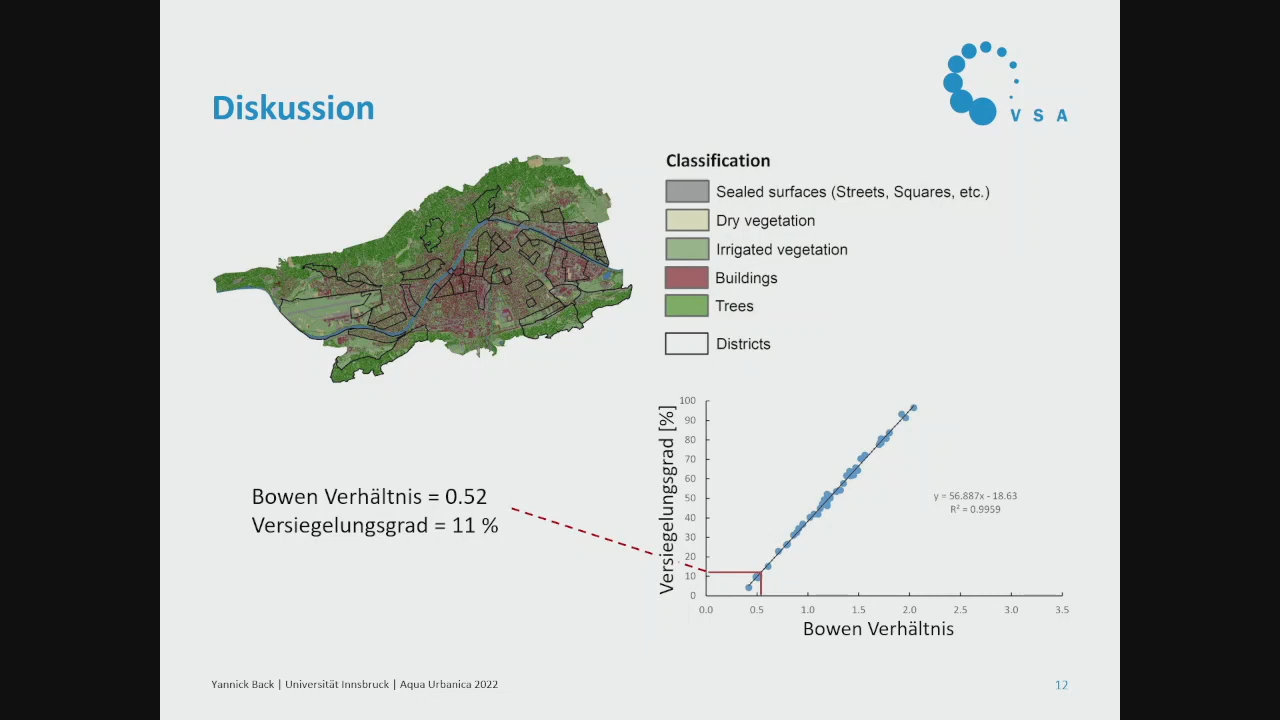 V S A
Diskussion
Classification
Sealed surfaces (Streets, Squares, etc.)
Dry vegetation
Irrigated vegetation
Buildings
Trees
Districts
Bowen Verhältnis = 0.52
Versiegelungsgrad = 11 %
Versiegelungsgrad [%]
100
90
80
70
60
50
40
30
20
10
0
y = 56.887x - 18.63
R² = 0.9959
0.0 0.5 1.0 1.5 2.0 2.5 3.0 3.5
Bowen Verhältnis
Yannick Back | Universität Innsbruck | Aqua Urbanica 2022
12